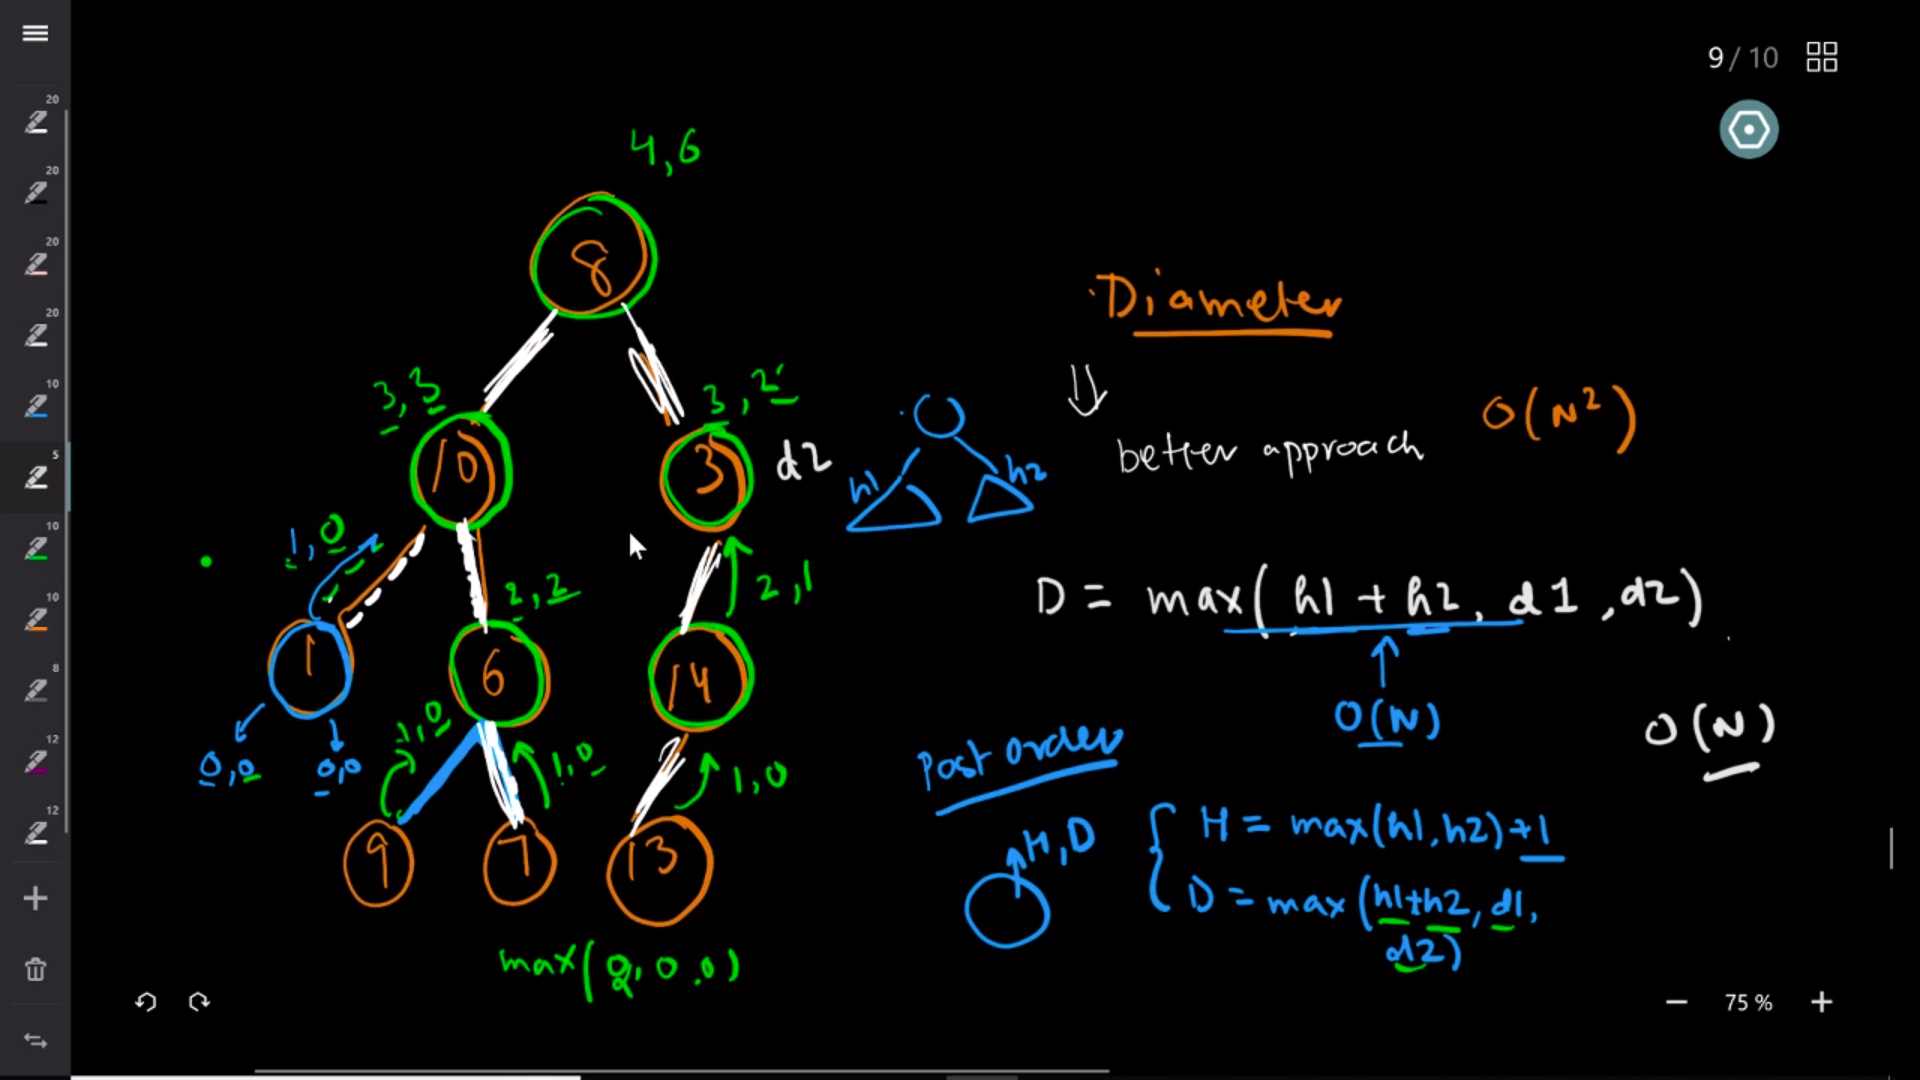 9 / 10
20
20
20
20
10
5
10
10
8
12
12
4,6
8
3,3
3,2
10
3
d2
1,0
2,2
2,1
1
6
14
0,0
0,0
1,0
1,0
1,0
9
7
13
max(2,0,0)
Diameter
better approach
O(N²)
h1
h2
D = max(h1 + h2, d1, d2)
O(N)
O(N)
Post order
H,D
H = max(h1,h2)+1
D = max(h1+h2, d1,
d2)
75 %